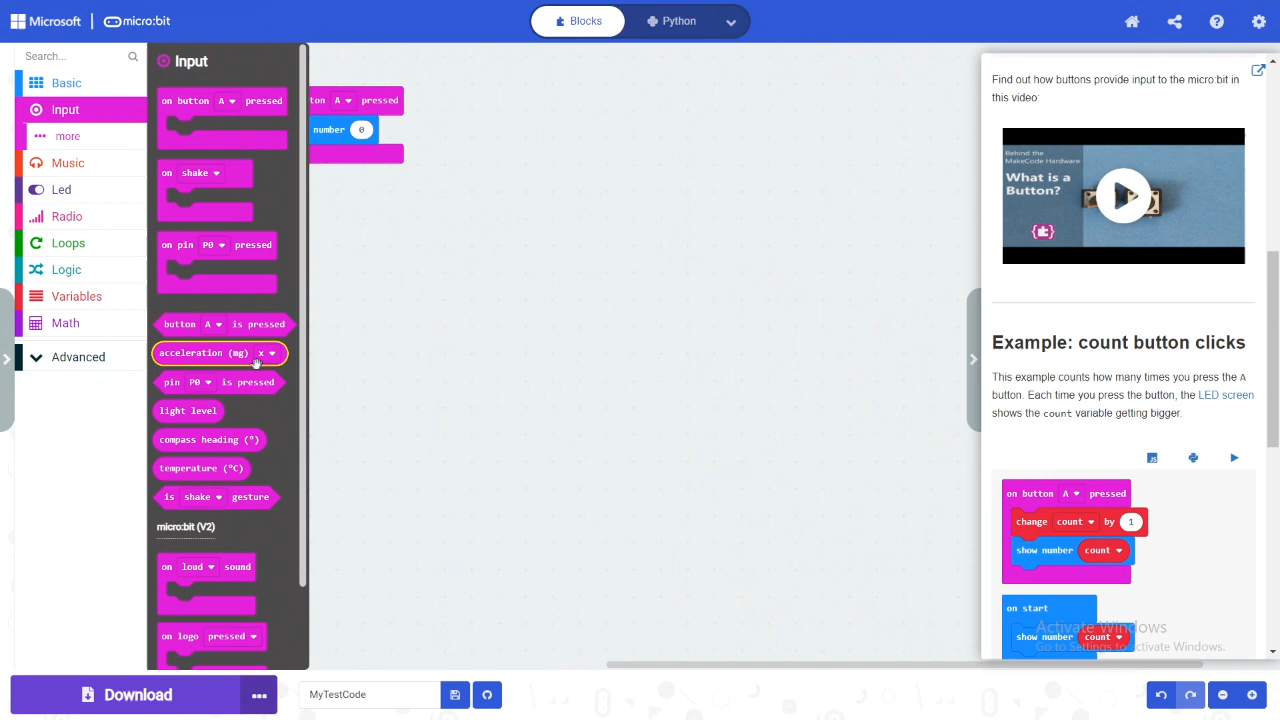 Microsoft | micro:bit
Blocks
Python
Search...
Basic
Input
more
Music
Led
Radio
Loops
Logic
Variables
Math
Advanced
Input
on button A pressed
on shake
on pin P0 pressed
button A is pressed
acceleration (mg) x
pin P0 is pressed
light level
compass heading (°)
temperature (°C)
is shake gesture
micro:bit (V2)
on loud sound
on logo pressed
ton A pressed
number 0
Find out how buttons provide input to the micro:bit in
this video:
Behind the
MakeCode Hardware
What is a
Button?
Example: count button clicks
This example counts how many times you press the A
button. Each time you press the button, the LED screen
shows the count variable getting bigger.
JS
on button A pressed
change count by 1
show number count
on start
show number count
Activate Windows
Go to Settings to activate Windows.
Download
MyTestCode